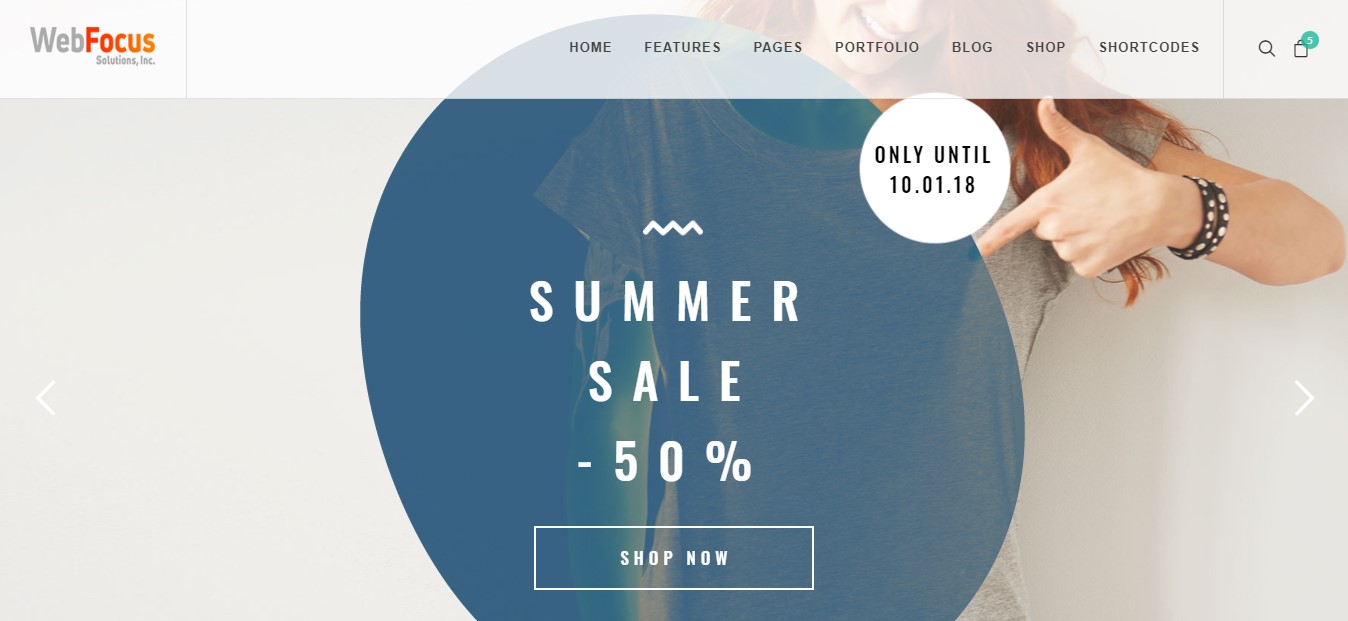 WebFocus
Solutions, Inc.
HOME FEATURES PAGES PORTFOLIO BLOG SHOP SHORTCODES
5
ONLY UNTIL
10.01.18
SUMMER
SALE
-50%
SHOP NOW